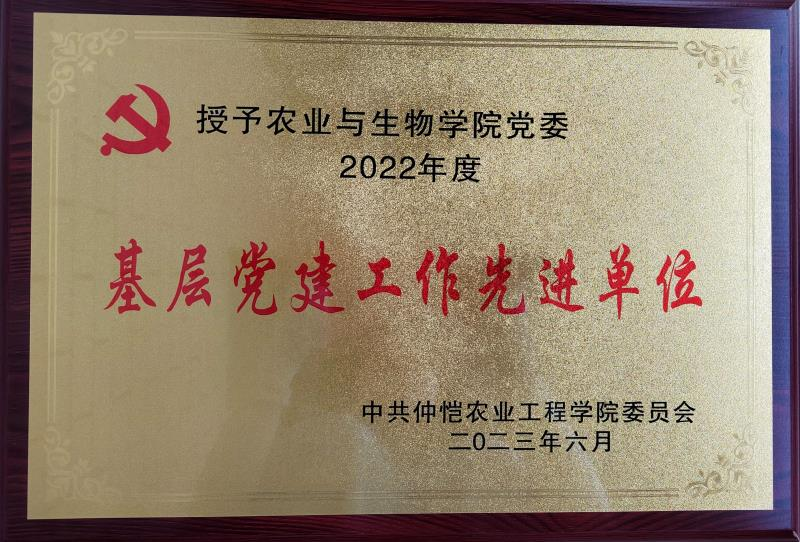 授予农业与生物学院党委
2022年度
基层党建工作先进单位
中共仲恺农业工程学院委员会
二0二三年六月